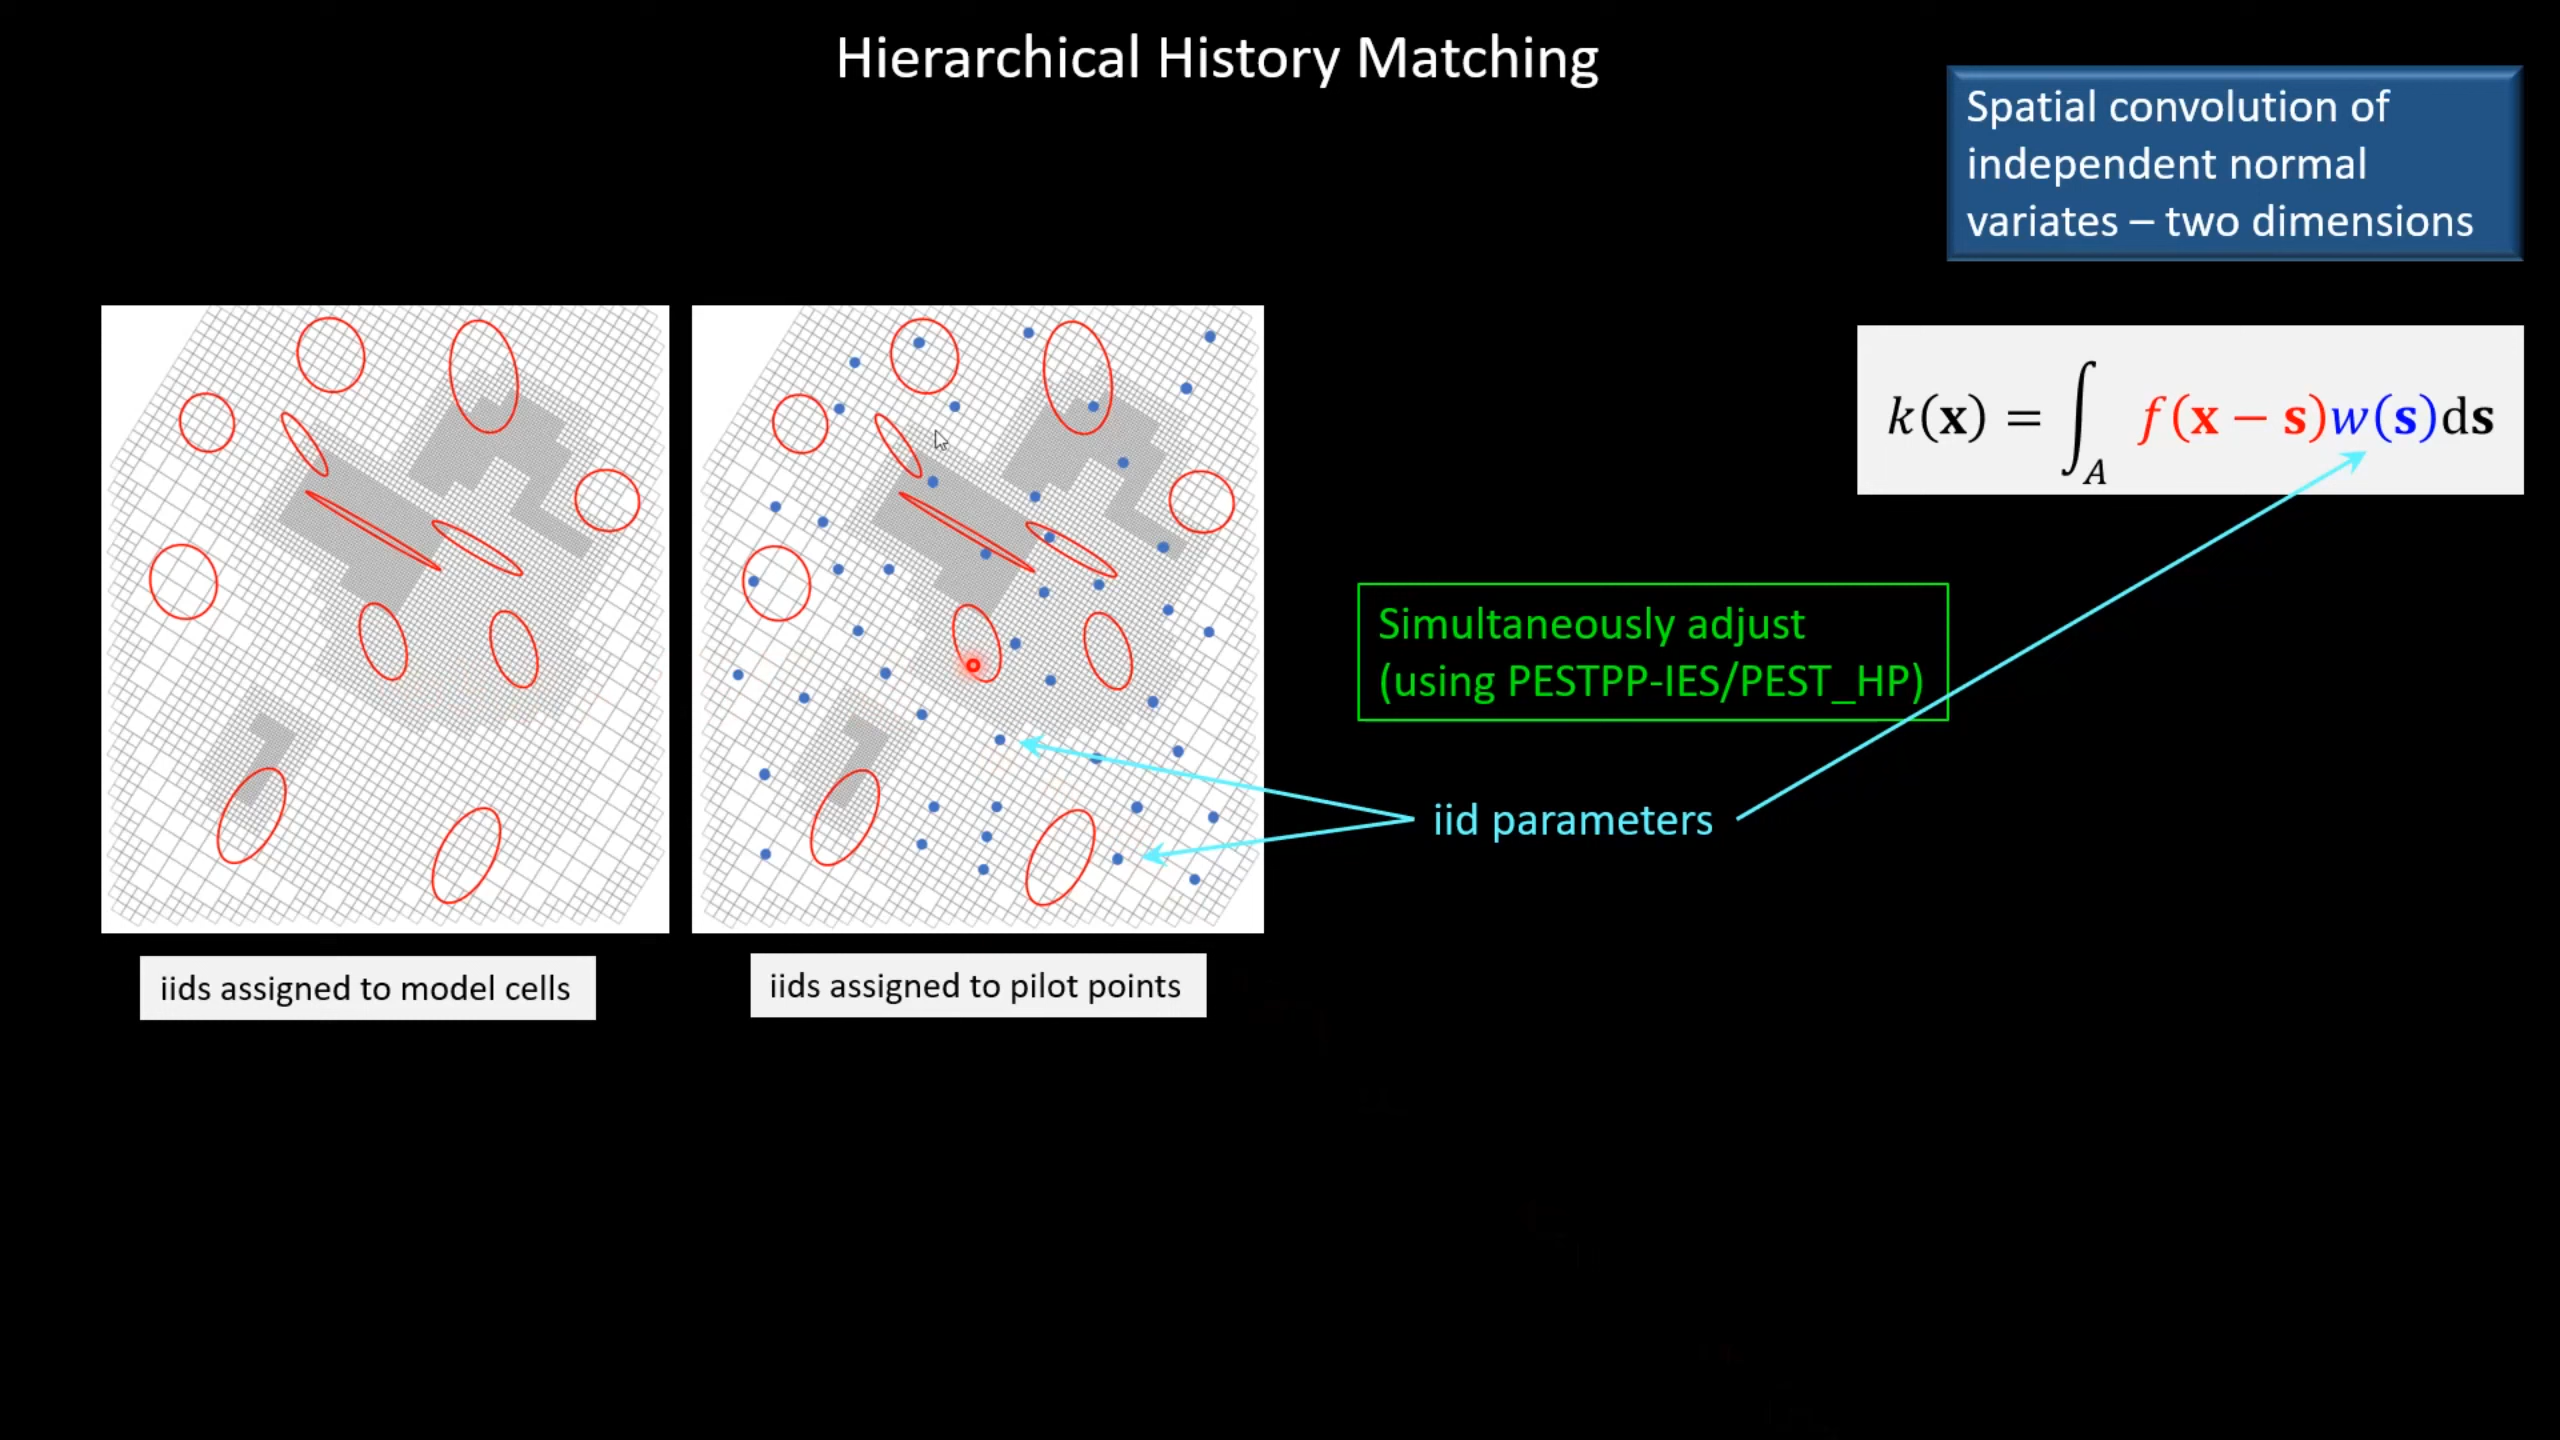 Hierarchical History Matching
Spatial convolution of
independent normal
variates – two dimensions
k(x) = ∫_A f(x − s)w(s)ds
Simultaneously adjust
(using PESTPP-IES/PEST_HP)
iid parameters
iids assigned to model cells
iids assigned to pilot points